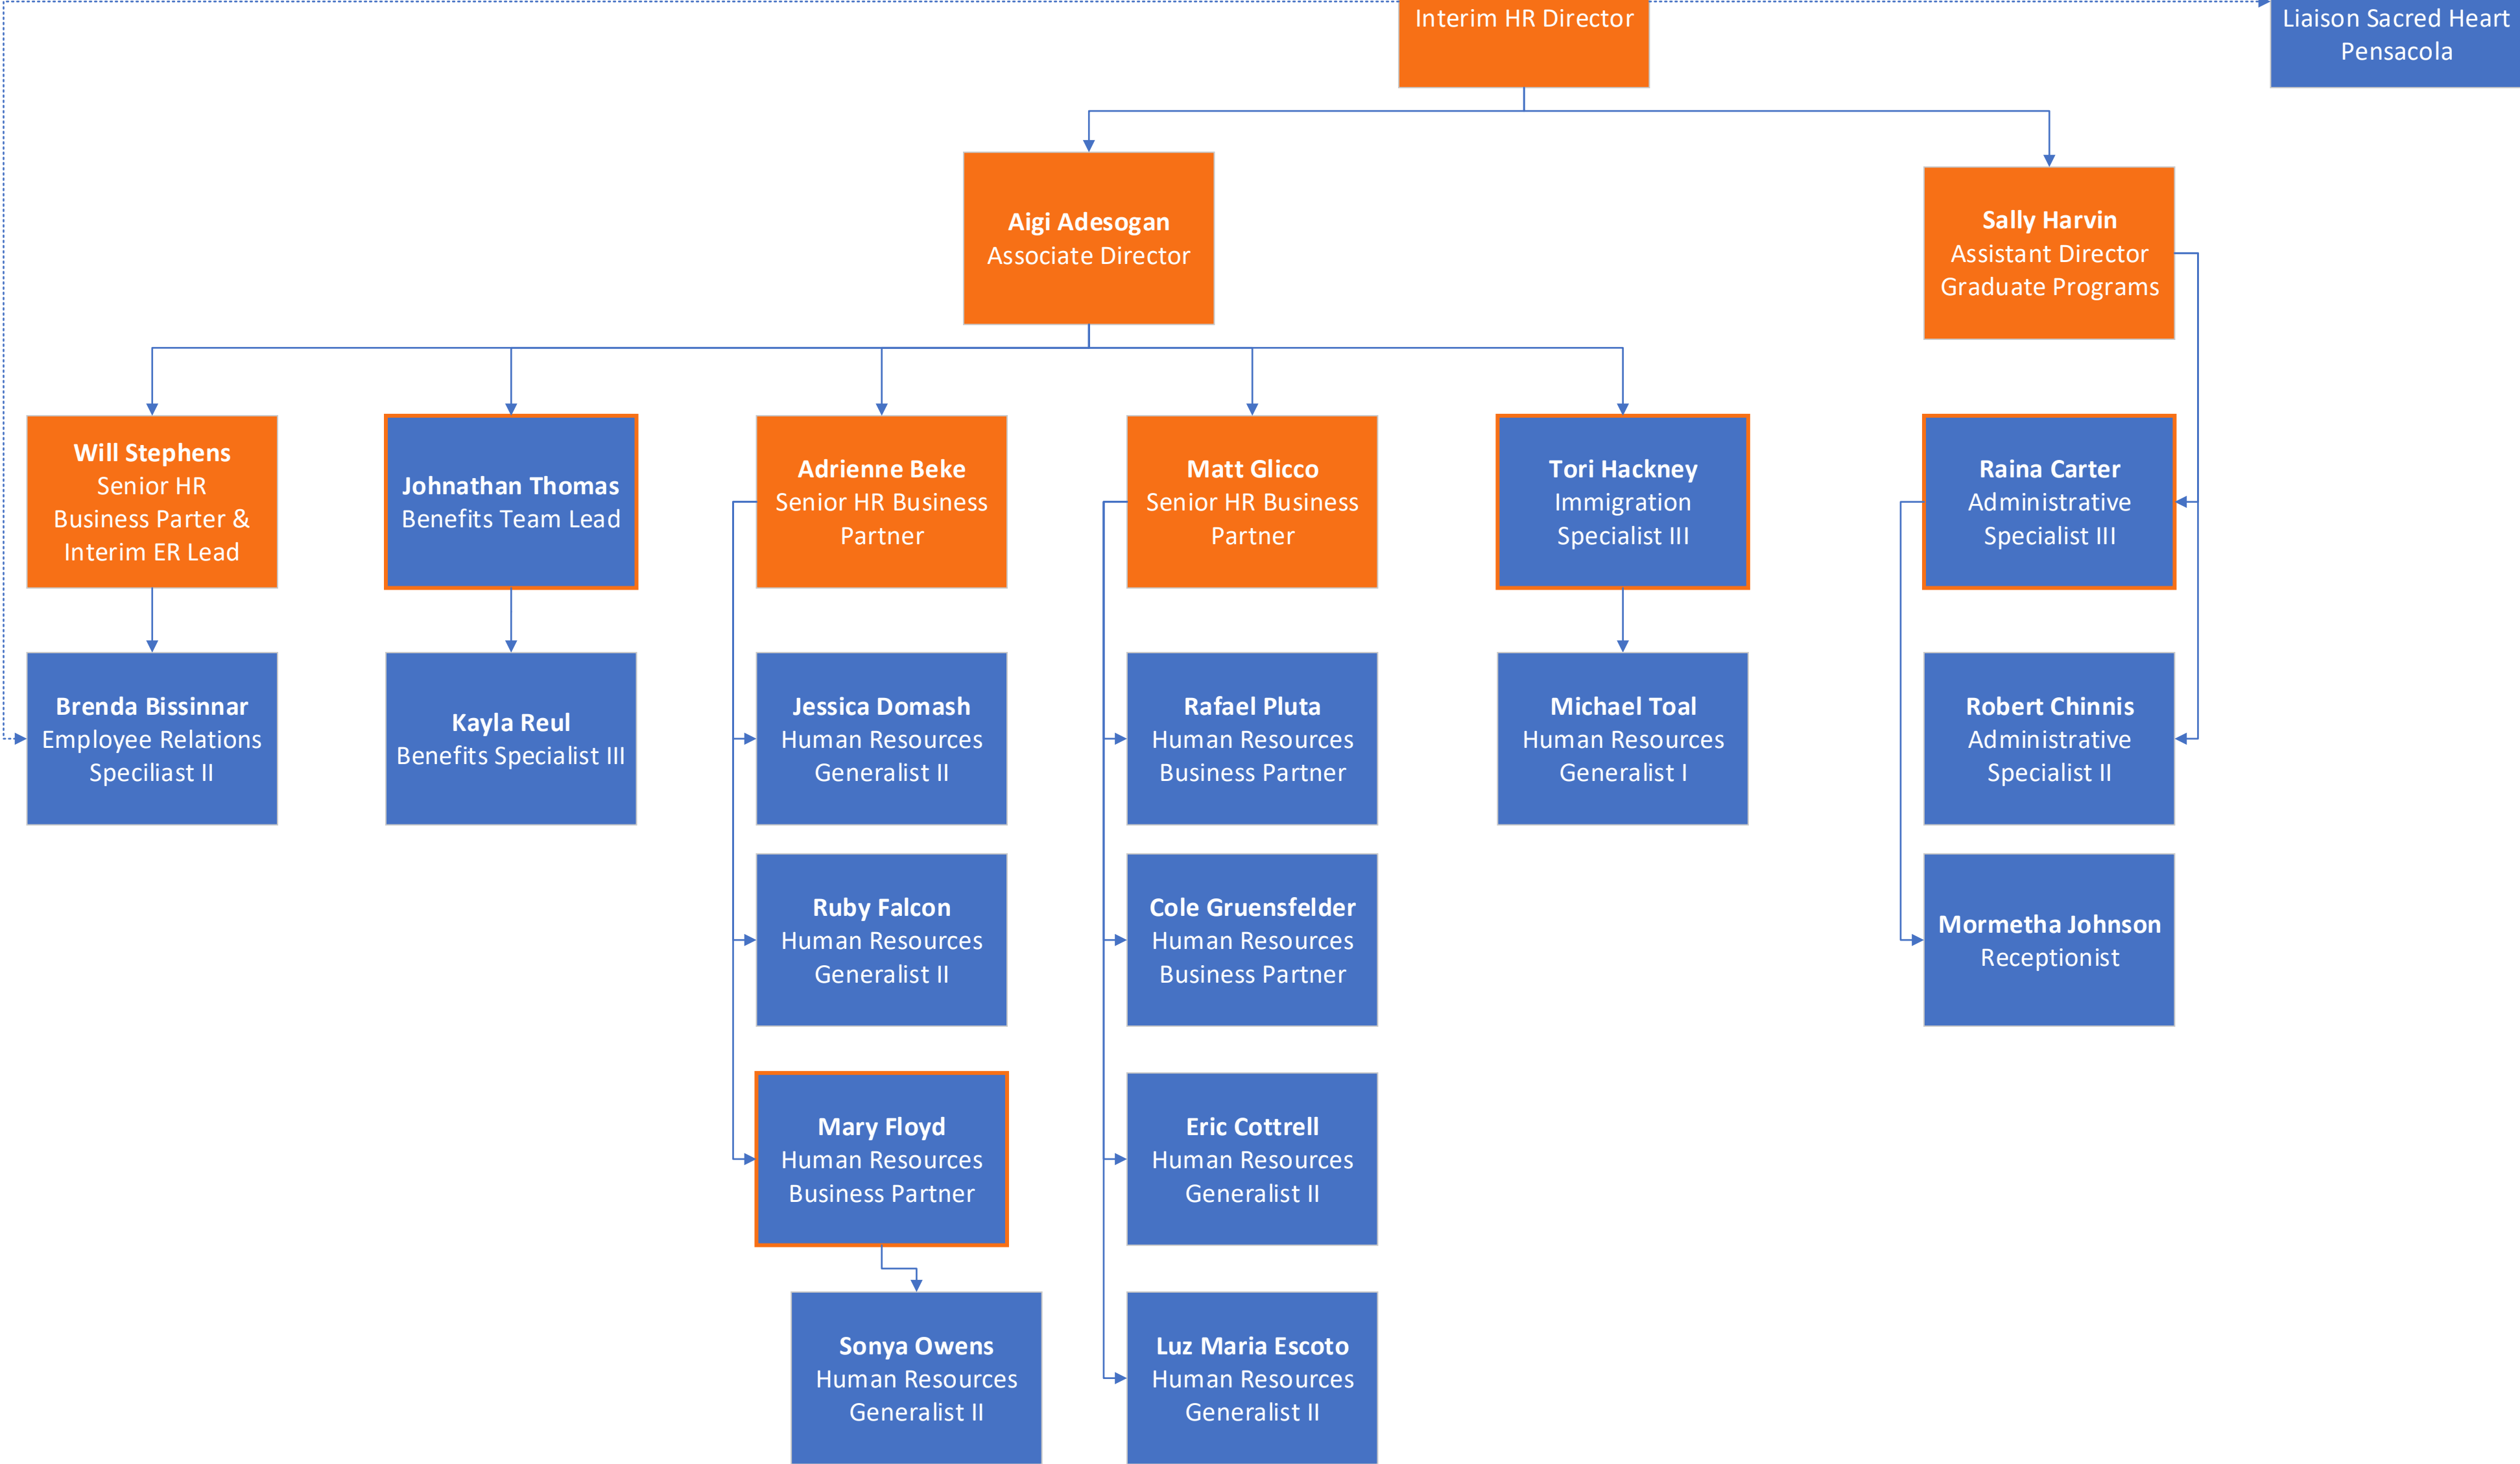 Interim HR Director
Liaison Sacred Heart
Pensacola
Aigi Adesogan
Associate Director
Sally Harvin
Assistant Director
Graduate Programs
Will Stephens
Senior HR
Business Parter &
Interim ER Lead
Johnathan Thomas
Benefits Team Lead
Adrienne Beke
Senior HR Business
Partner
Matt Glicco
Senior HR Business
Partner
Tori Hackney
Immigration
Specialist III
Raina Carter
Administrative
Specialist III
Brenda Bissinnar
Employee Relations
Speciliast II
Kayla Reul
Benefits Specialist III
Jessica Domash
Human Resources
Generalist II
Rafael Pluta
Human Resources
Business Partner
Michael Toal
Human Resources
Generalist I
Robert Chinnis
Administrative
Specialist II
Ruby Falcon
Human Resources
Generalist II
Cole Gruensfelder
Human Resources
Business Partner
Mormetha Johnson
Receptionist
Mary Floyd
Human Resources
Business Partner
Eric Cottrell
Human Resources
Generalist II
Sonya Owens
Human Resources
Generalist II
Luz Maria Escoto
Human Resources
Generalist II